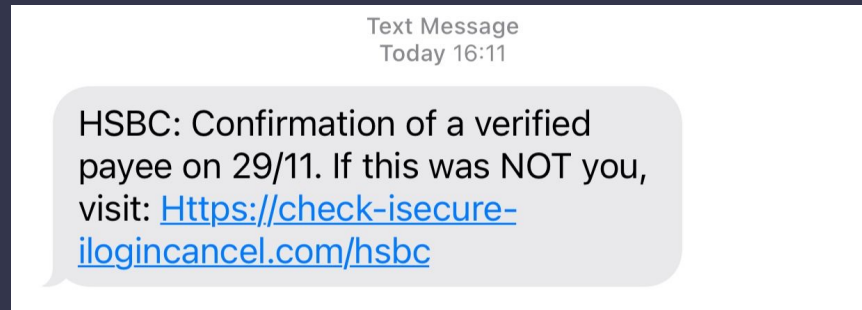 Text Message
Today 16:11
HSBC: Confirmation of a verified
payee on 29/11. If this was NOT you,
visit: Https://check-isecure-
ilogincancel.com/hsbc